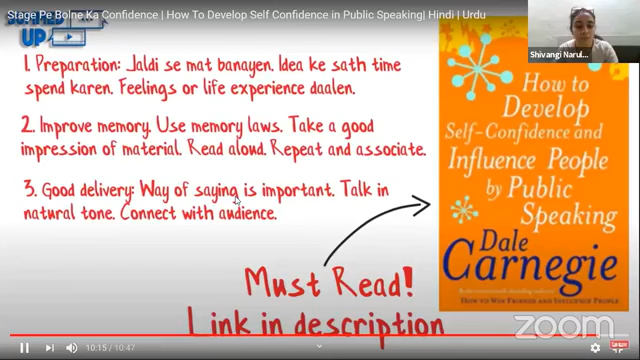 Stage Pe Bolne Ka Confidence | How To Develop Self Confidence in Public Speaking| Hindi | Urdu
SUMMED
UP
Shivangi Narul...
1. Preparation: Jaldi se mat banayen. Idea ke sath time
spend karen. Feelings or life experience daalen.
2. Improve memory. Use memory laws. Take a good
impression of material. Read aloud. Repeat and associate.
3. Good delivery: Way of saying is important. Talk in
natural tone. Connect with audience.
How to
Develop
Self-Confidence and
Influence People
by Public
Speaking
Dale
Carnegie
HOW TO WIN FRIENDS AND INFLUENCE PEOPLE
Must Read!
Link in description
zoom
10:15 / 10:47